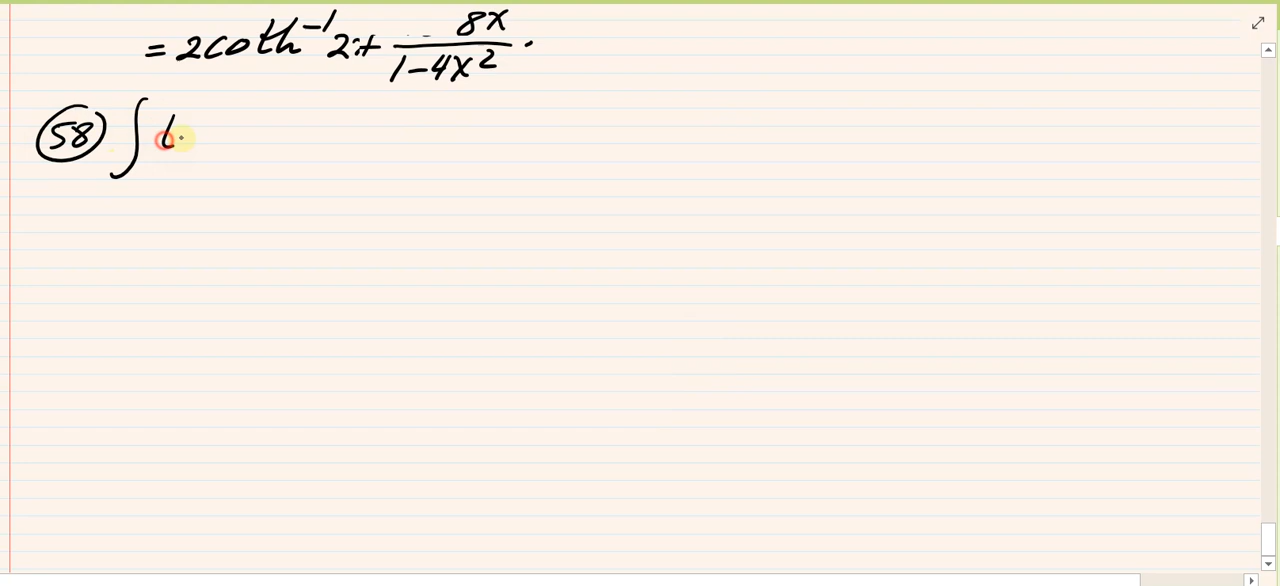 = 2coth⁻¹ 2x + 8x / (1-4x²) .
(58) ∫